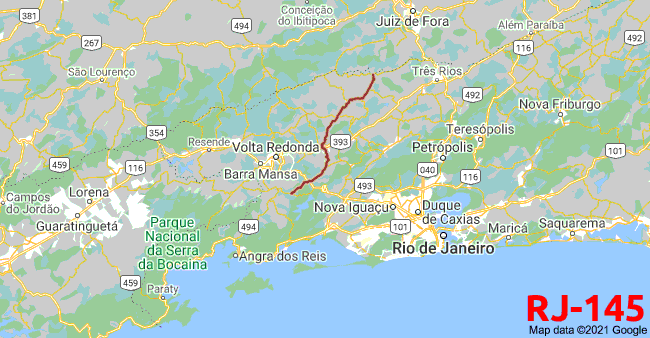 Conceição
do Ibitipoca
Juiz de Fora
Além Paraíba
381
267
492
116
São Lourenço
Três Rios
492
Nova Friburgo
393
Teresópolis
354
Volta Redonda
Resende
Petrópolis
101
459
116
Barra Mansa
040
116
Campos
do Jordão
Lorena
493
Nova Iguaçu
Duque
de Caxias
Guaratinguetá
Parque
Nacional
da Serra
da Bocaina
494
101
Maricá
Saquarema
Rio de Janeiro
Angra dos Reis
459
Paraty
RJ-145
Map data ©2021 Google